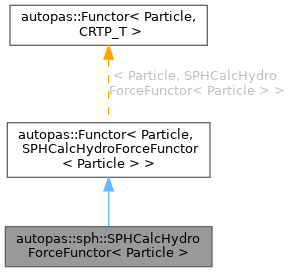 autopas::Functor< Particle,
CRTP_T >
< Particle, SPHCalcHydro
ForceFunctor< Particle > >
autopas::Functor< Particle,
SPHCalcHydroForceFunctor
< Particle > >
autopas::sph::SPHCalcHydro
ForceFunctor< Particle >